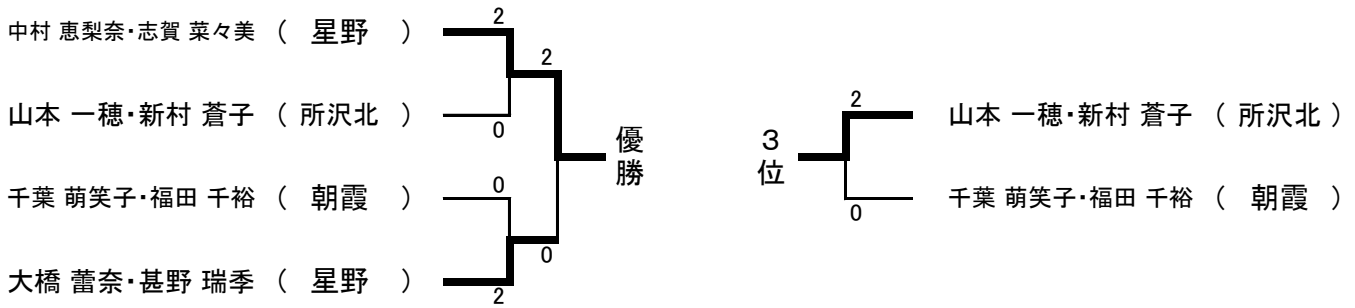 中村 恵梨奈・志賀 菜々美 （ 星野 ）
2
2
山本 一穂・新村 蒼子 （ 所沢北 ）
0
優勝
千葉 萌笑子・福田 千裕 （ 朝霞 ）
0
0
大橋 蕾奈・甚野 瑞季 （ 星野 ）
2
3位
2
山本 一穂・新村 蒼子 （ 所沢北 ）
0
千葉 萌笑子・福田 千裕 （ 朝霞 ）